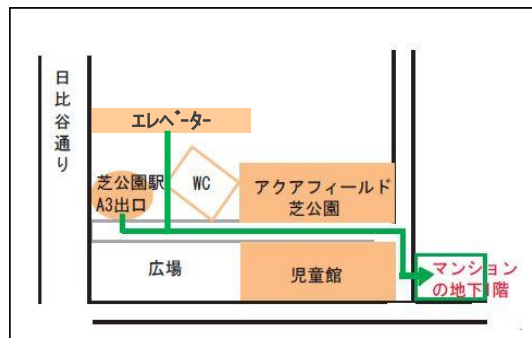 日比谷通り
エレベーター
芝公園駅
A3出口
WC
アクアフィールド
芝公園
広場
児童館
マンション
の地下1階